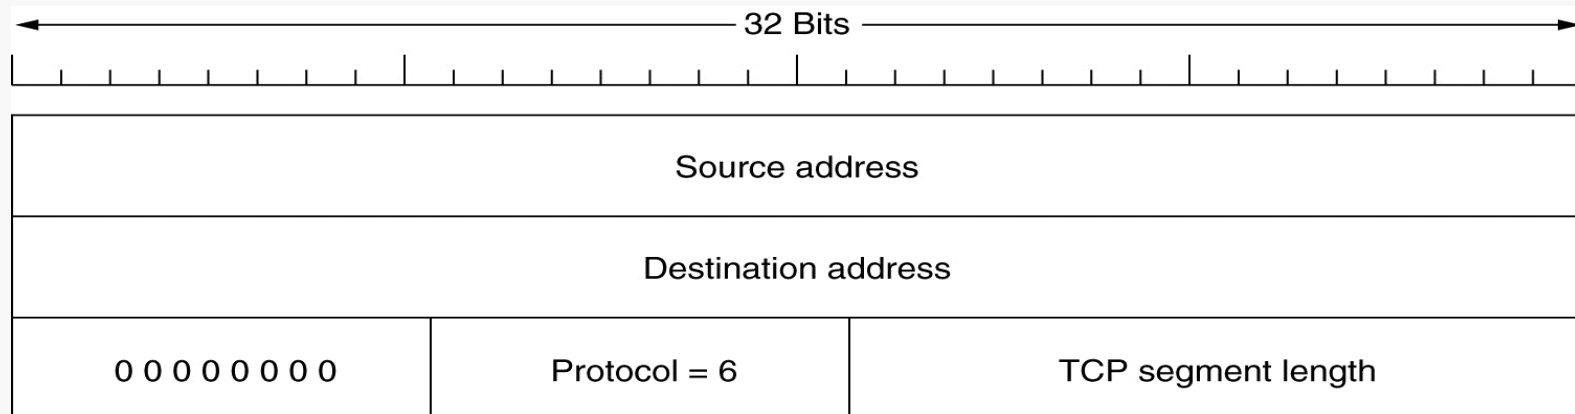 32 Bits
Source address
Destination address
0 0 0 0 0 0 0 0 Protocol = 6 TCP segment length